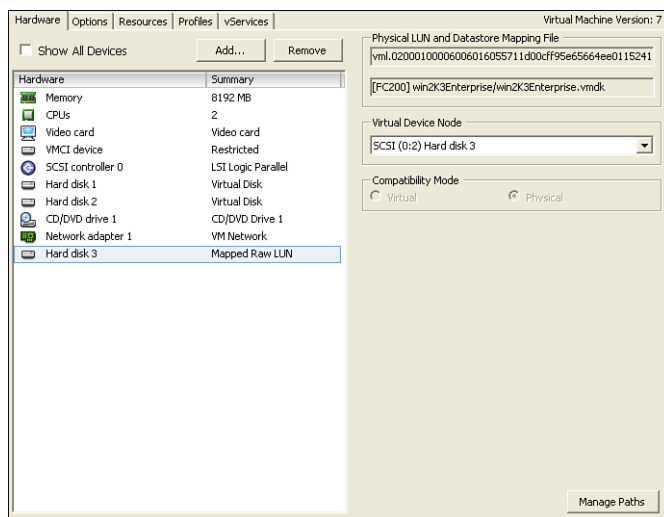 Hardware Options Resources Profiles vServices Virtual Machine Version: 7
Show All Devices Add... Remove
Hardware Summary
Memory 8192 MB
CPUs 2
Video card Video card
VMCI device Restricted
SCSI controller 0 LSI Logic Parallel
Hard disk 1 Virtual Disk
Hard disk 2 Virtual Disk
CD/DVD drive 1 CD/DVD Drive 1
Network adapter 1 VM Network
Hard disk 3 Mapped Raw LUN
Physical LUN and Datastore Mapping File
vml.02000100006006016055711d00cff95e65664ee0115241
[FC200] win2K3Enterprise/win2K3Enterprise.vmdk
Virtual Device Node
SCSI (0:2) Hard disk 3
Compatibility Mode
Virtual Physical
Manage Paths